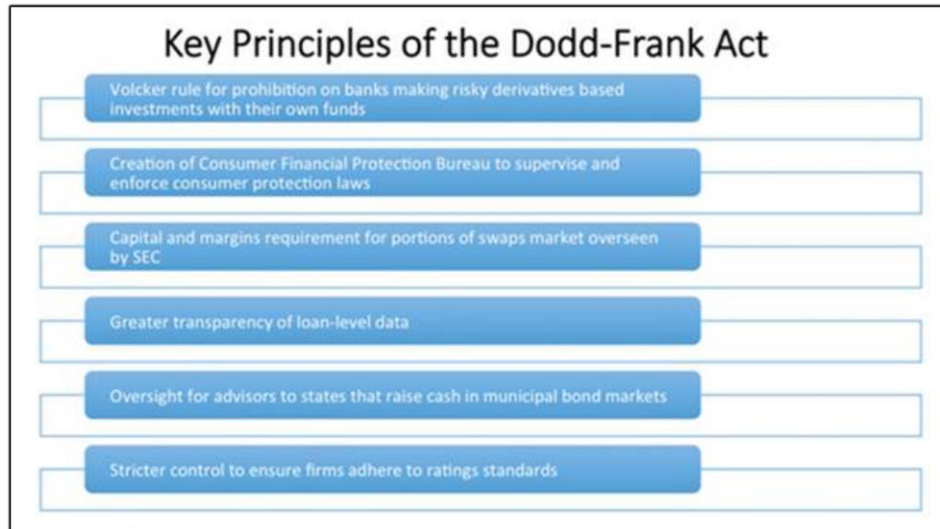 Key Principles of the Dodd-Frank Act
Volcker rule for prohibition on banks making risky derivatives based
investments with their own funds
Creation of Consumer Financial Protection Bureau to supervise and
enforce consumer protection laws
Capital and margins requirement for portions of swaps market overseen
by SEC
Greater transparency of loan-level data
Oversight for advisors to states that raise cash in municipal bond markets
Stricter control to ensure firms adhere to ratings standards